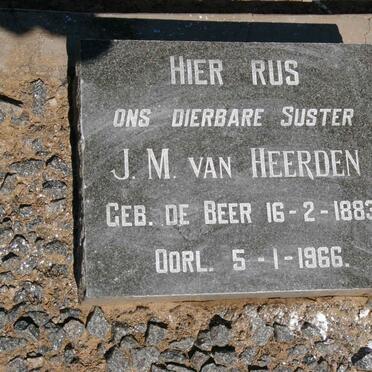 HIER RUS
ONS DIERBARE SUSTER
J. M. VAN HEERDEN
GEB. DE BEER 16-2-1883
OORL. 5-1-1966.